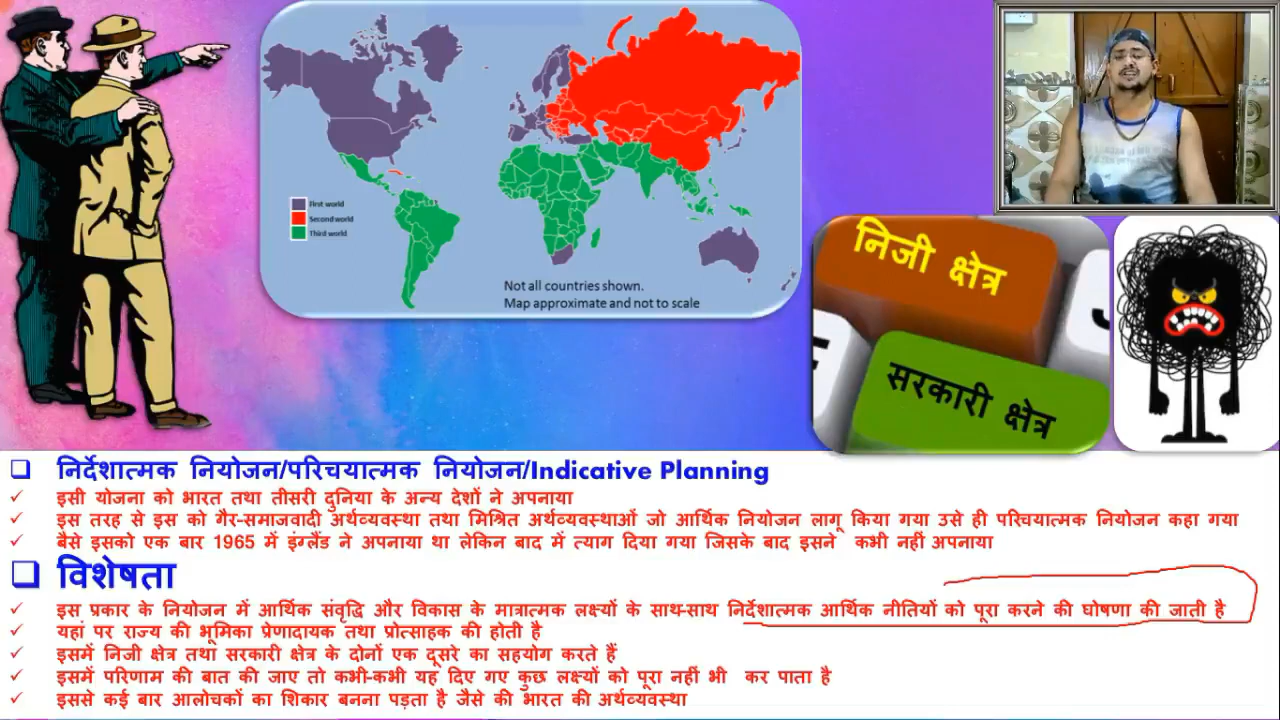 First world
Second world
Third world
Not all countries shown.
Map approximate and not to scale
निजी क्षेत्र
सरकारी क्षेत्र
❑ निर्देशात्मक नियोजन/परिचयात्मक नियोजन/Indicative Planning
✓ इसी योजना को भारत तथा तीसरी दुनिया के अन्य देशों ने अपनाया
✓ इस तरह से इस को गैर-समाजवादी अर्थव्यवस्था तथा मिश्रित अर्थव्यवस्थाओं जो आर्थिक नियोजन लागू किया गया उसे ही परिचयात्मक नियोजन कहा गया
✓ बैसे इसको एक बार 1965 में इंग्लैंड ने अपनाया था लेकिन बाद में त्याग दिया गया जिसके बाद इसने कभी नहीं अपनाया
❑ विशेषता
✓ इस प्रकार के नियोजन में आर्थिक संवृद्धि और विकास के मात्रात्मक लक्ष्यों के साथ-साथ निर्देशात्मक आर्थिक नीतियों को पूरा करने की घोषणा की जाती है
✓ यहां पर राज्य की भूमिका प्रेणादायक तथा प्रोत्साहक की होती है
✓ इसमें निजी क्षेत्र तथा सरकारी क्षेत्र के दोनों एक दूसरे का सहयोग करते हैं
✓ इसमें परिणाम की बात की जाए तो कभी-कभी यह दिए गए कुछ लक्ष्यों को पूरा नहीं भी कर पाता है
✓ इससे कई बार आलोचकों का शिकार बनना पड़ता है जैसे की भारत की अर्थव्यवस्था